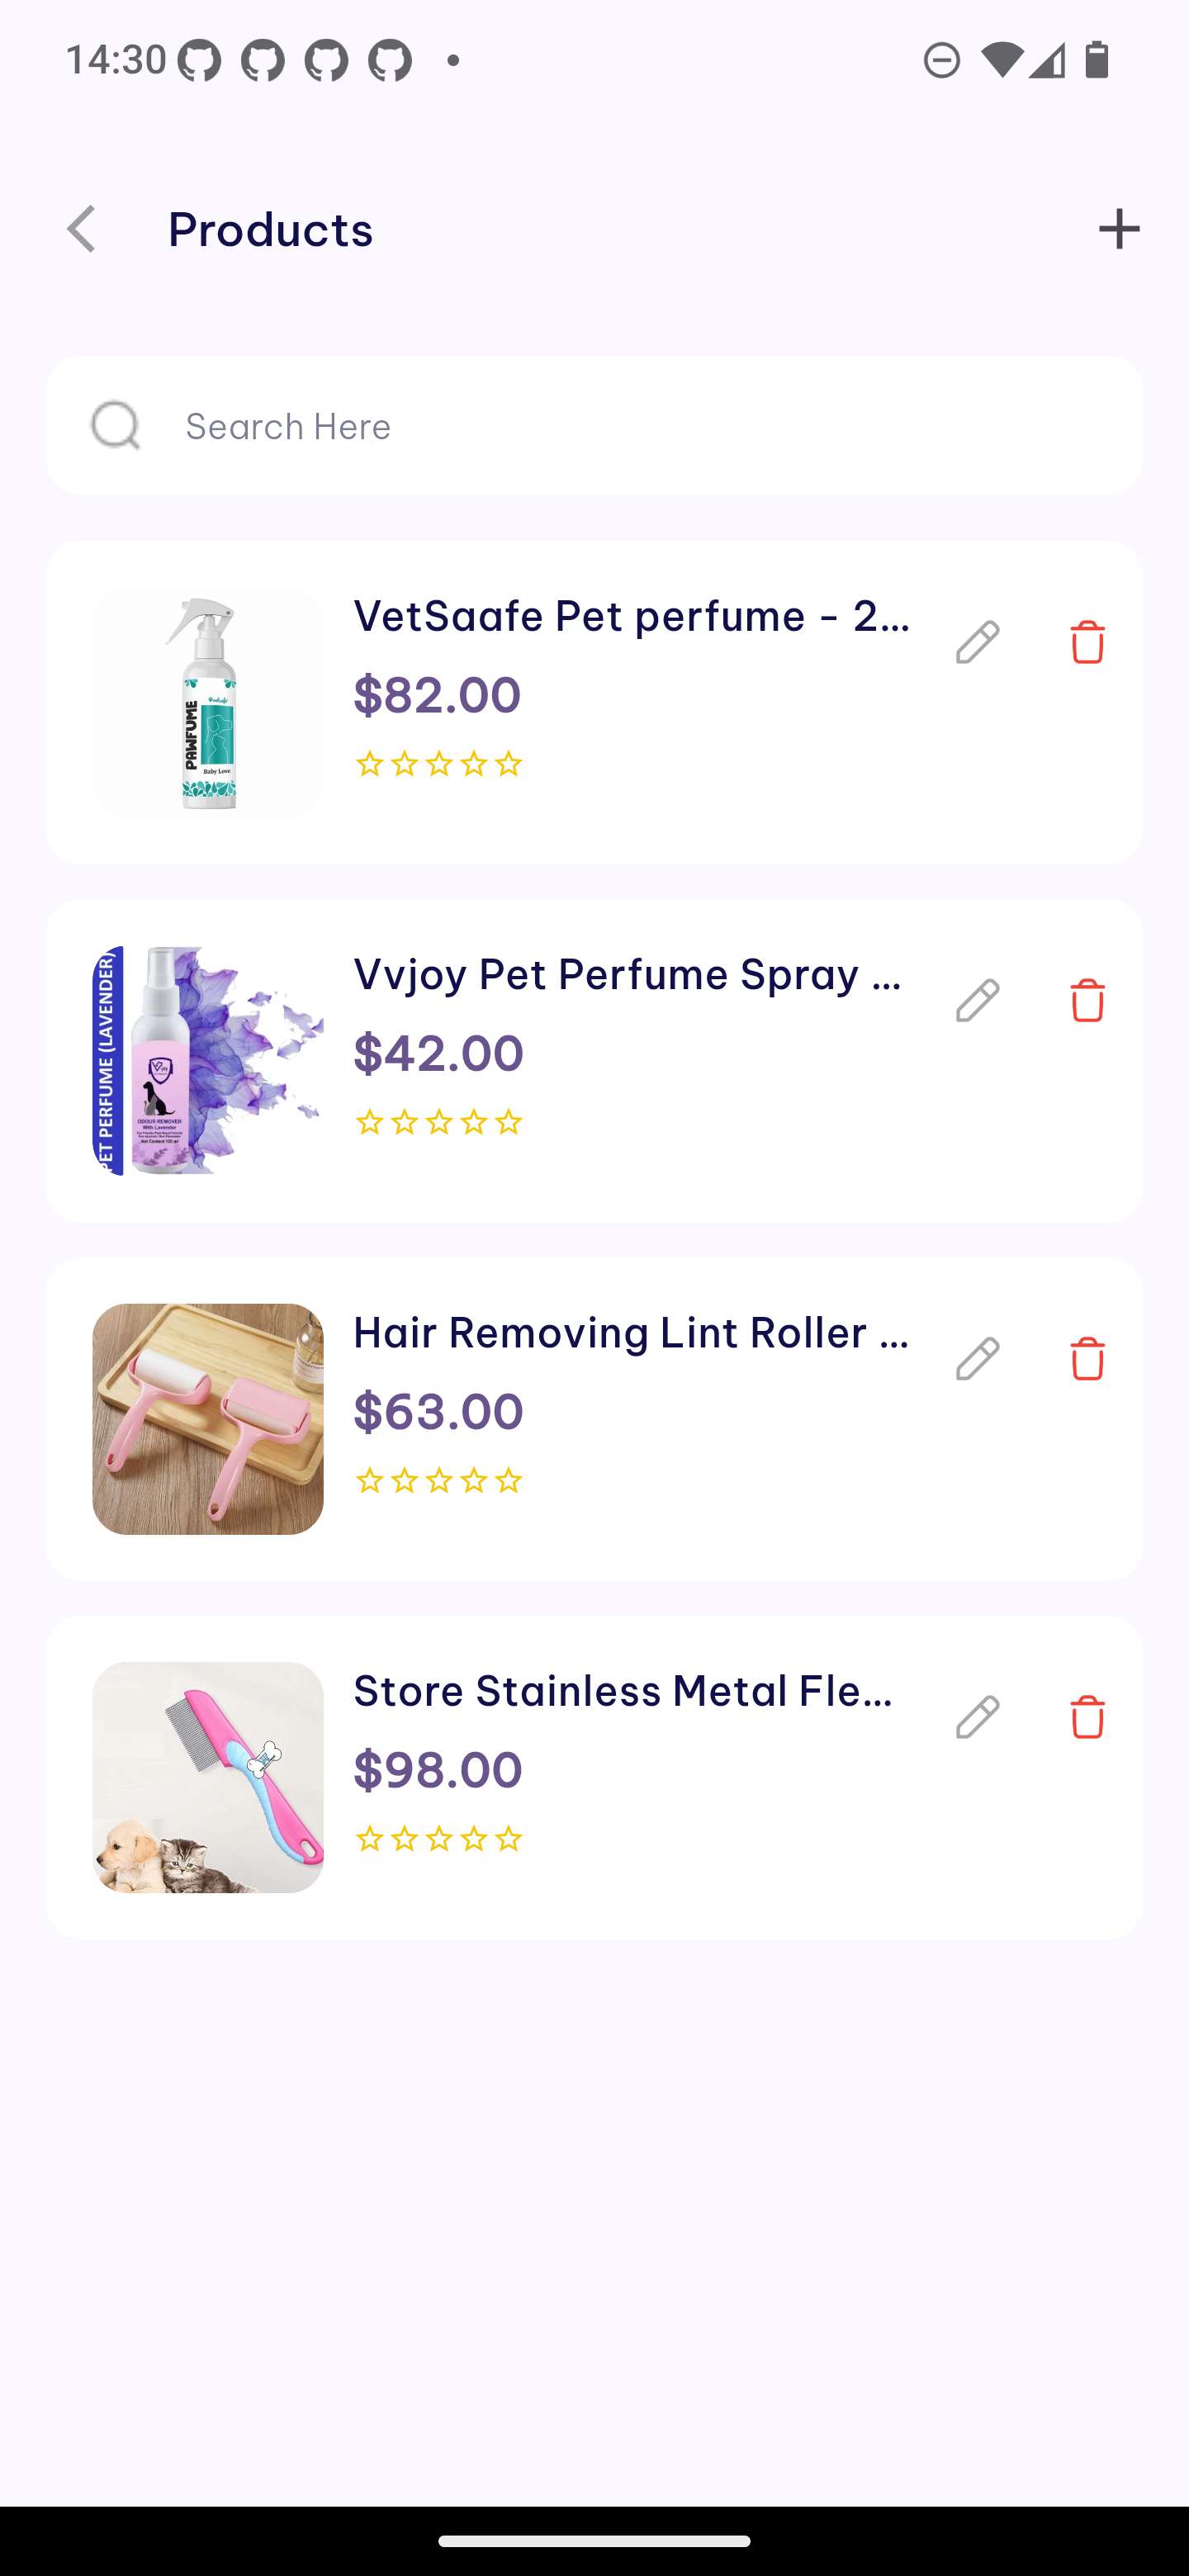 14:30
Products
Search Here
VetSaafe Pet perfume - 2...
$82.00
PAWFUME
Baby Love
Vvjoy Pet Perfume Spray ...
$42.00
PET PERFUME (LAVENDER)
ODOUR REMOVER
With Lavender
Hair Removing Lint Roller ...
$63.00
Store Stainless Metal Fle...
$98.00